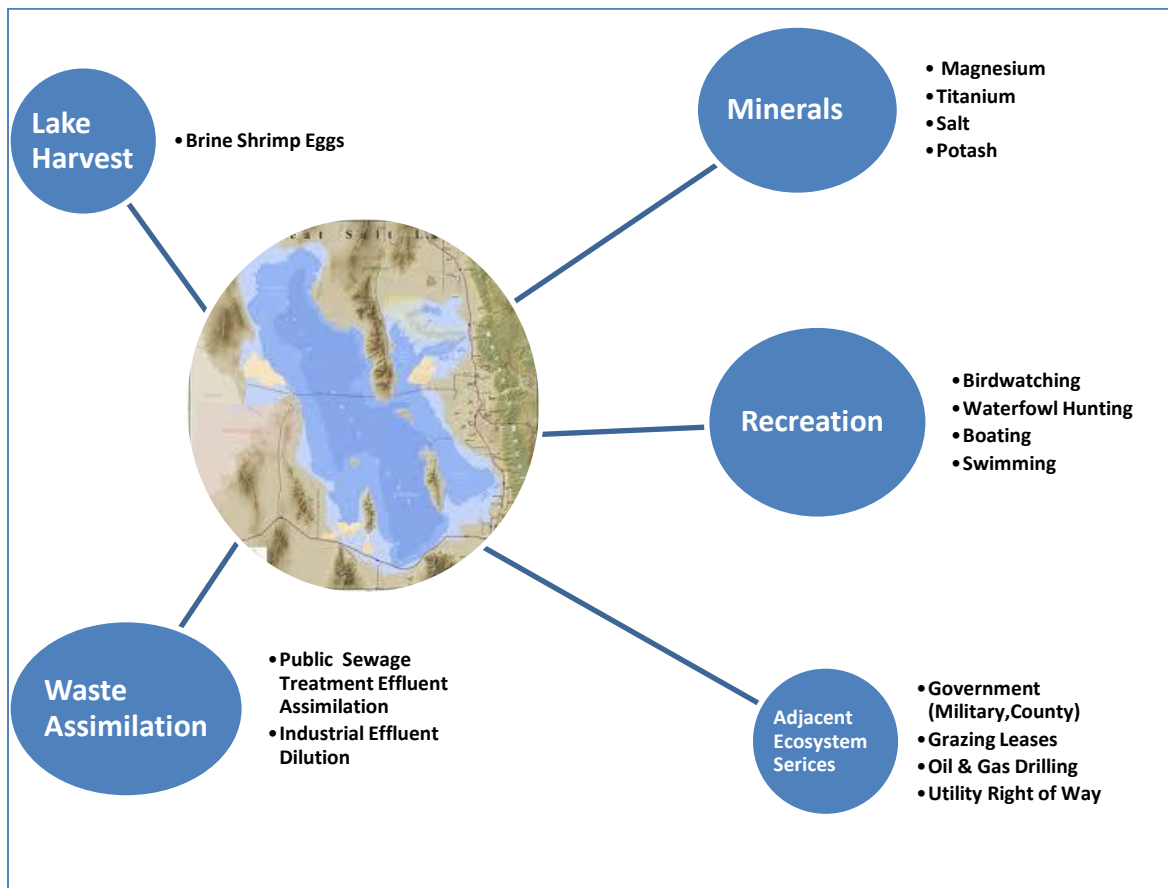 Lake
Harvest
•Brine Shrimp Eggs
Minerals
• Magnesium
•Titanium
•Salt
•Potash
Recreation
•Birdwatching
•Waterfowl Hunting
•Boating
•Swimming
Waste
Assimilation
•Public Sewage
Treatment Effluent
Assimilation
•Industrial Effluent
Dilution
Adjacent
Ecosystem
Serices
•Government
(Military,County)
•Grazing Leases
•Oil & Gas Drilling
•Utility Right of Way